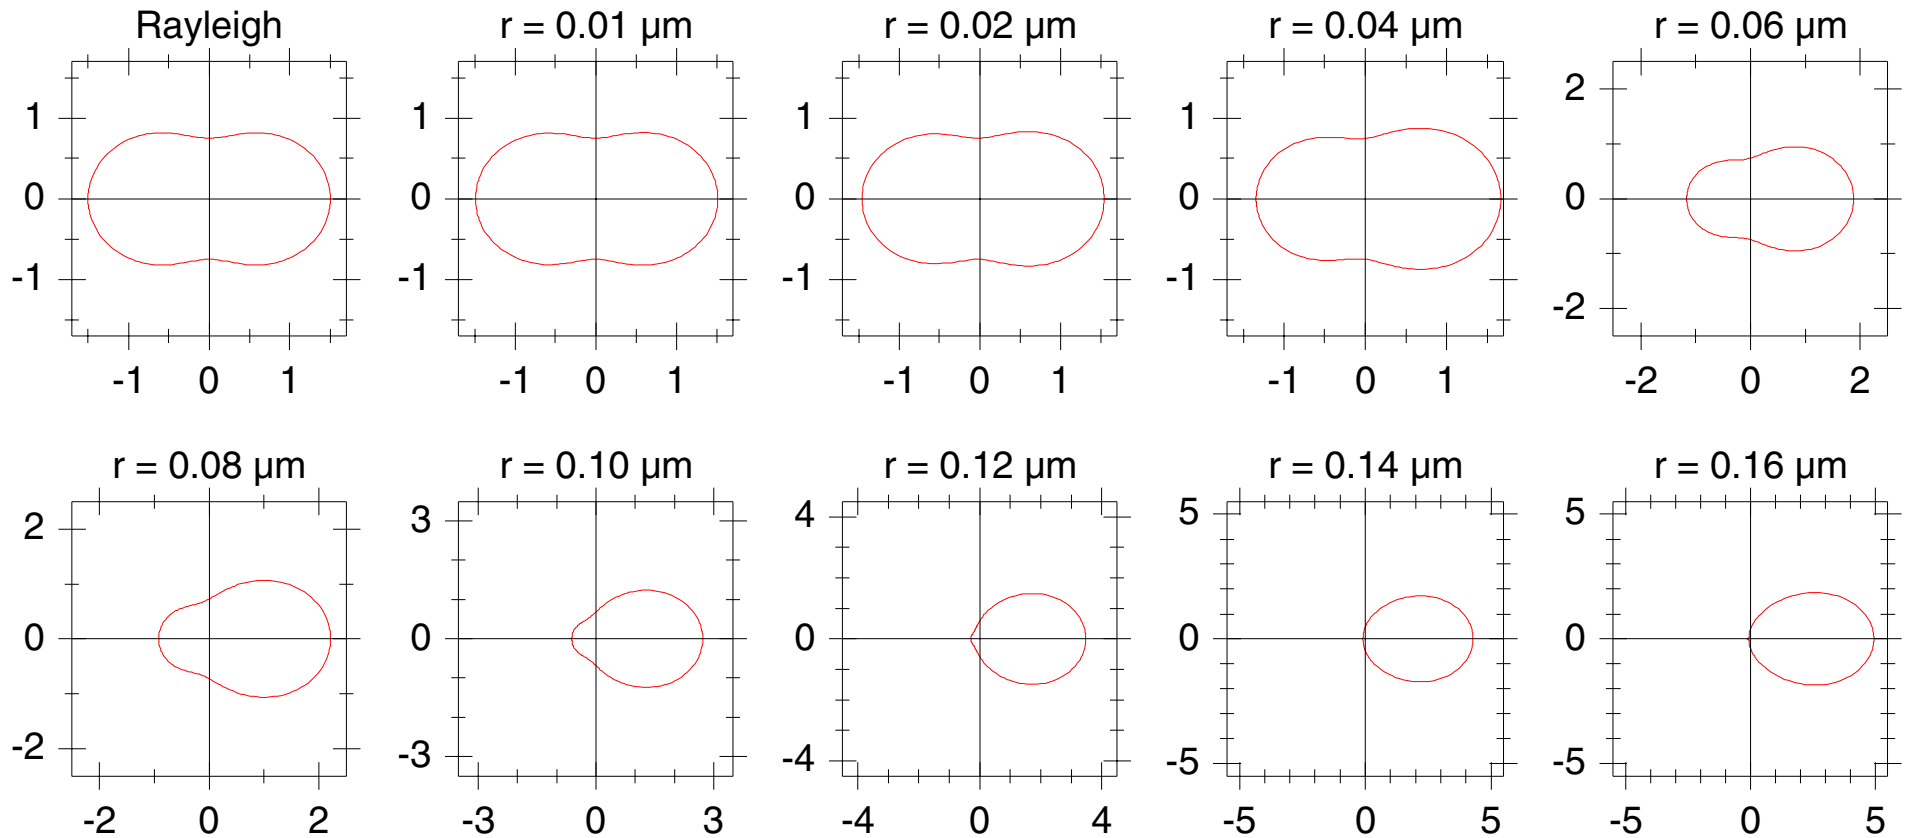 Rayleigh r = 0.01 µm r = 0.02 µm r = 0.04 µm r = 0.06 µm
1 1 1 1 2
0 0 0 0 0
-1 -1 -1 -1 -2
-1 0 1 -1 0 1 -1 0 1 -1 0 1 -2 0 2
r = 0.08 µm r = 0.10 µm r = 0.12 µm r = 0.14 µm r = 0.16 µm
2 3 4 5 5
0 0 0 0 0
-2 -3 -4 -5 -5
-2 0 2 -3 0 3 -4 0 4 -5 0 5 -5 0 5